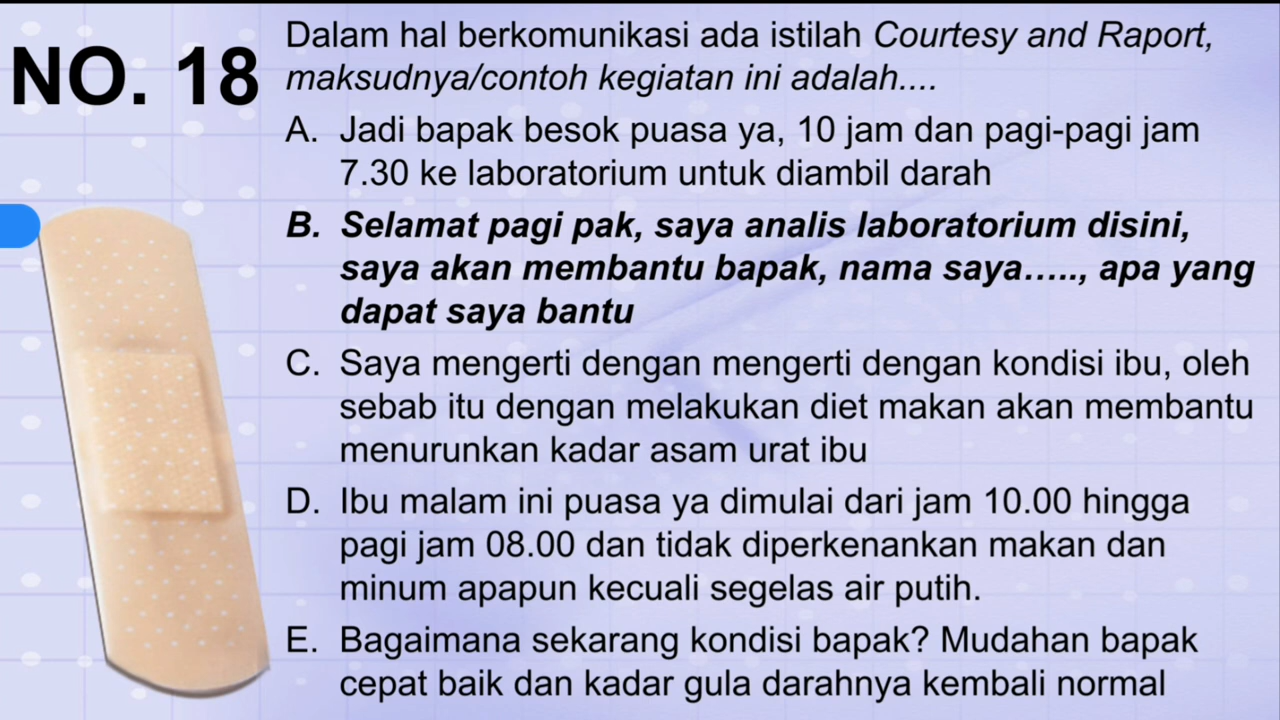 NO. 18
Dalam hal berkomunikasi ada istilah Courtesy and Raport,
maksudnya/contoh kegiatan ini adalah....
A. Jadi bapak besok puasa ya, 10 jam dan pagi-pagi jam
7.30 ke laboratorium untuk diambil darah
B. Selamat pagi pak, saya analis laboratorium disini,
saya akan membantu bapak, nama saya....., apa yang
dapat saya bantu
C. Saya mengerti dengan mengerti dengan kondisi ibu, oleh
sebab itu dengan melakukan diet makan akan membantu
menurunkan kadar asam urat ibu
D. Ibu malam ini puasa ya dimulai dari jam 10.00 hingga
pagi jam 08.00 dan tidak diperkenankan makan dan
minum apapun kecuali segelas air putih.
E. Bagaimana sekarang kondisi bapak? Mudahan bapak
cepat baik dan kadar gula darahnya kembali normal